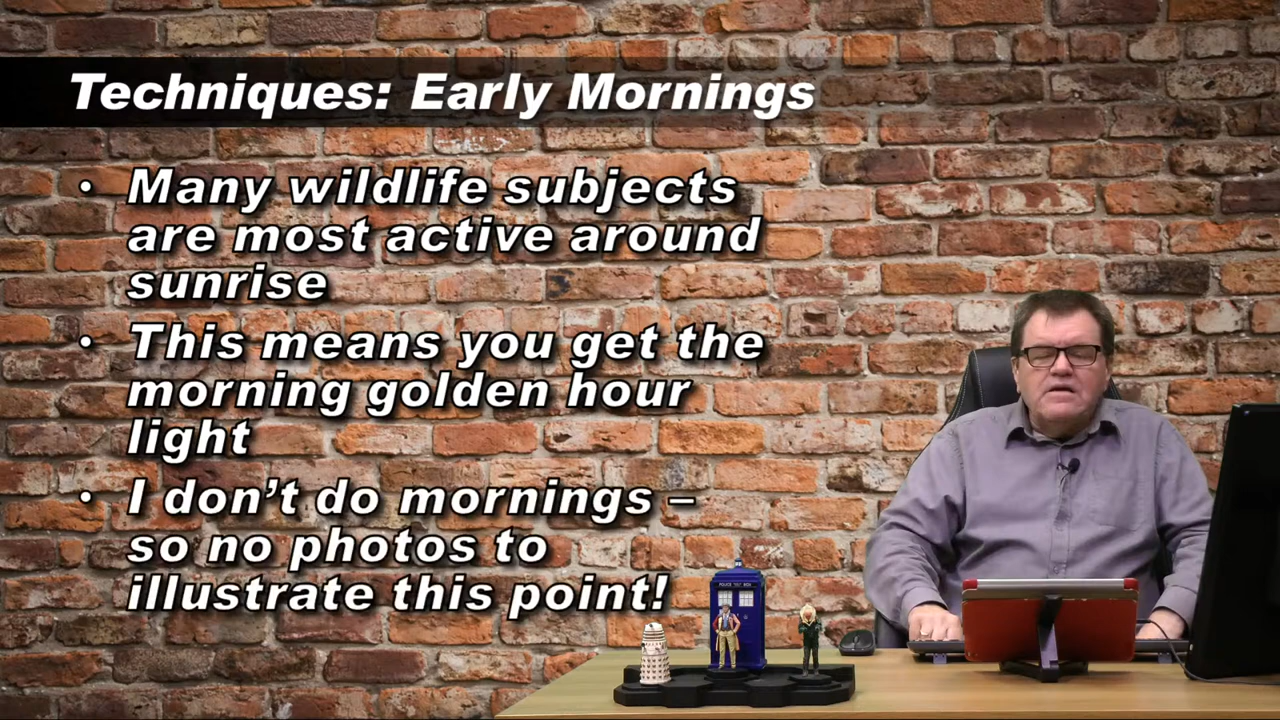 Techniques: Early Mornings
• Many wildlife subjects
are most active around
sunrise
• This means you get the
morning golden hour
light
• I don’t do mornings –
so no photos to
illustrate this point!
POLICE BOX